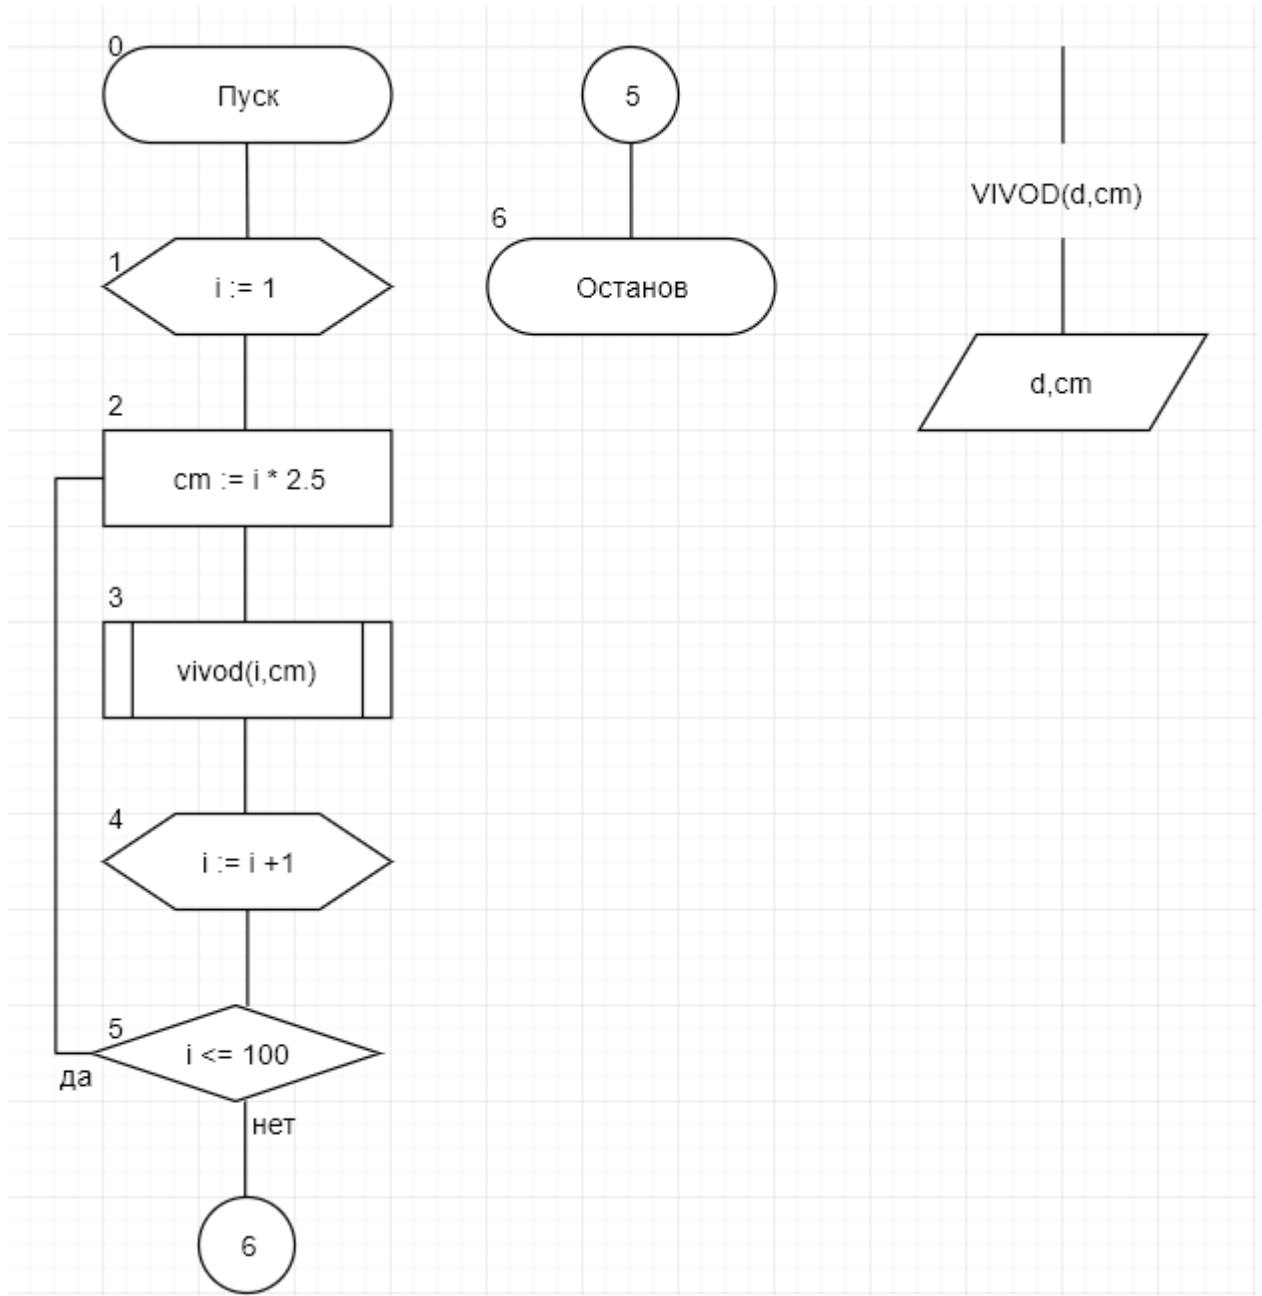 0
Пуск
1
i := 1
2
cm := i * 2.5
3
vivod(i,cm)
4
i := i +1
5
i <= 100
да
нет
6
5
6
Останов
VIVOD(d,cm)
d,cm